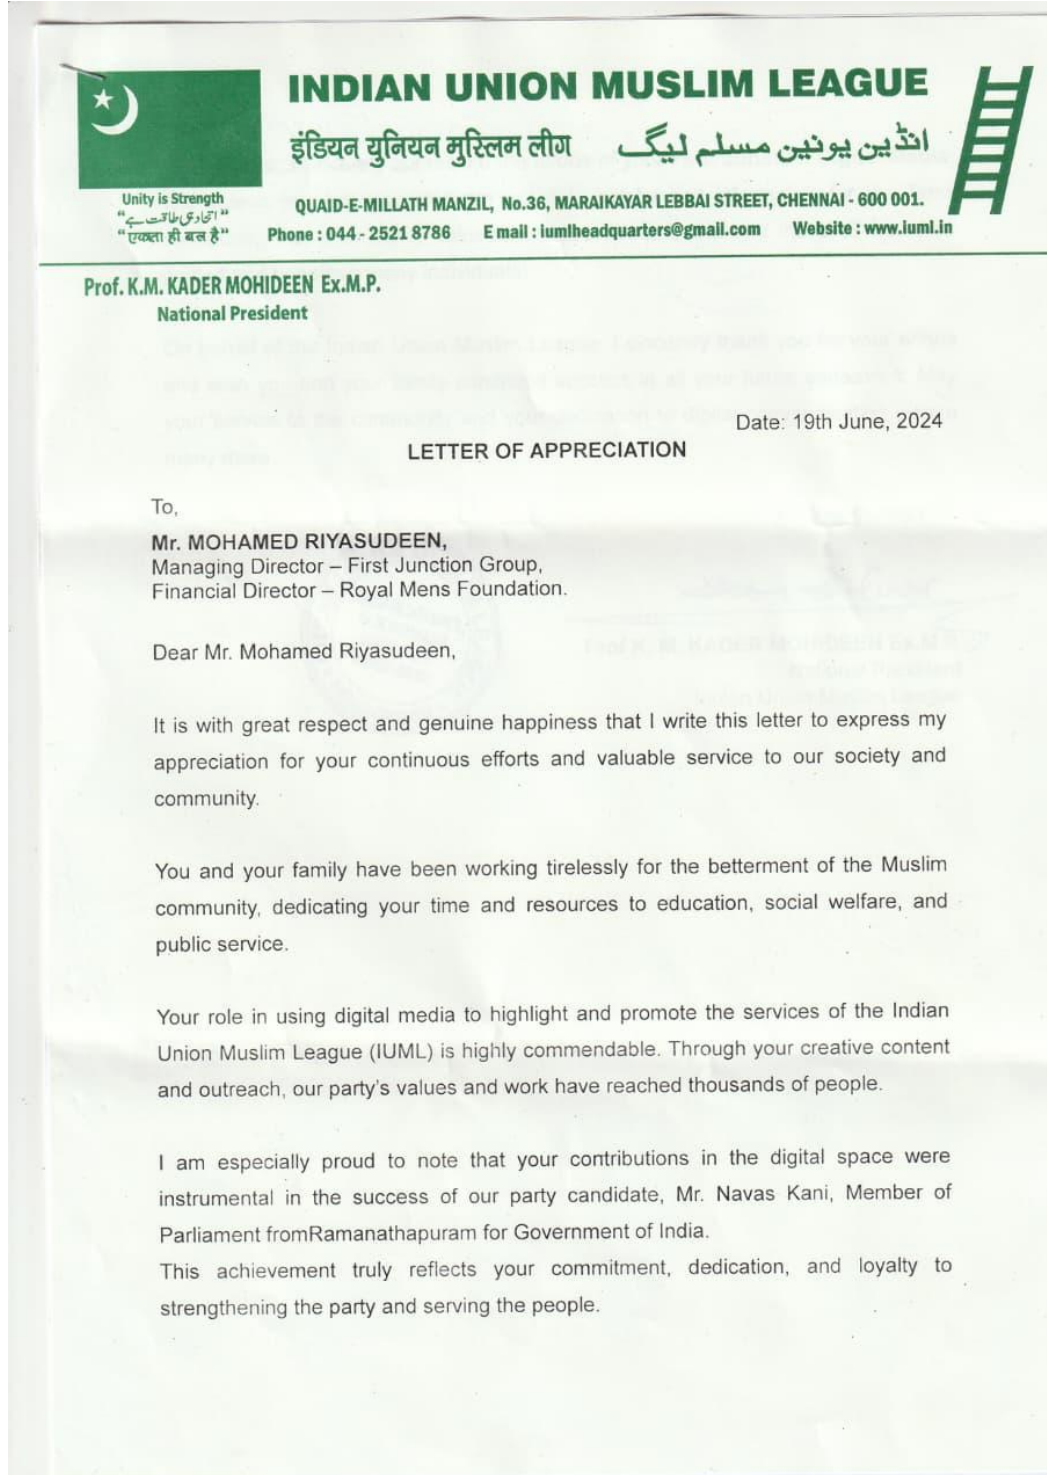 INDIAN UNION MUSLIM LEAGUE
इंडियन युनियन मुस्लिम लीग
انڈین یونین مسلم لیگ
Unity is Strength
"اتحاد ہی طاقت ہے"
"एकता ही बल है"
QUAID-E-MILLATH MANZIL, No.36, MARAIKAYAR LEBBAI STREET, CHENNAI - 600 001.
Phone : 044 - 2521 8786 E mail : iumlheadquarters@gmail.com Website : www.iuml.in
Prof. K.M. KADER MOHIDEEN Ex.M.P.
National President
Date: 19th June, 2024
LETTER OF APPRECIATION
To,
Mr. MOHAMED RIYASUDEEN,
Managing Director – First Junction Group,
Financial Director – Royal Mens Foundation.
Dear Mr. Mohamed Riyasudeen,
It is with great respect and genuine happiness that I write this letter to express my
appreciation for your continuous efforts and valuable service to our society and
community.
You and your family have been working tirelessly for the betterment of the Muslim
community, dedicating your time and resources to education, social welfare, and
public service.
Your role in using digital media to highlight and promote the services of the Indian
Union Muslim League (IUML) is highly commendable. Through your creative content
and outreach, our party's values and work have reached thousands of people.
I am especially proud to note that your contributions in the digital space were
instrumental in the success of our party candidate, Mr. Navas Kani, Member of
Parliament fromRamanathapuram for Government of India.
This achievement truly reflects your commitment, dedication, and loyalty to
strengthening the party and serving the people.